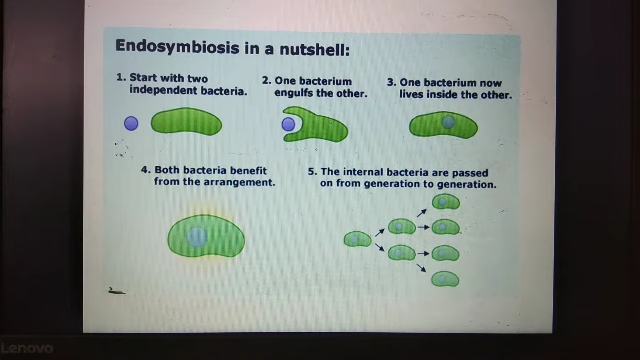 Endosymbiosis in a nutshell:
1. Start with two
independent bacteria.
2. One bacterium
engulfs the other.
3. One bacterium now
lives inside the other.
4. Both bacteria benefit
from the arrangement.
5. The internal bacteria are passed
on from generation to generation.
Lenovo